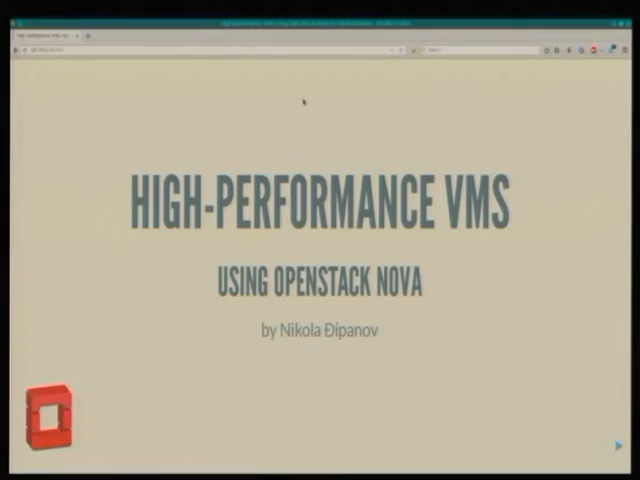 HIGH-PERFORMANCE VMS
USING OPENSTACK NOVA
by Nikola Đipanov